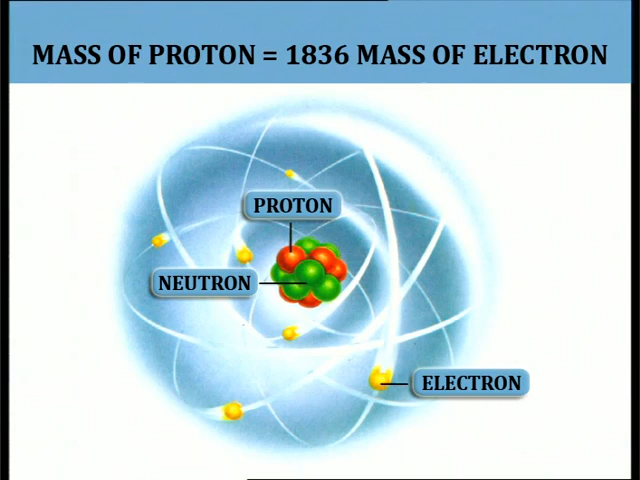 MASS OF PROTON = 1836 MASS OF ELECTRON
PROTON
NEUTRON
ELECTRON